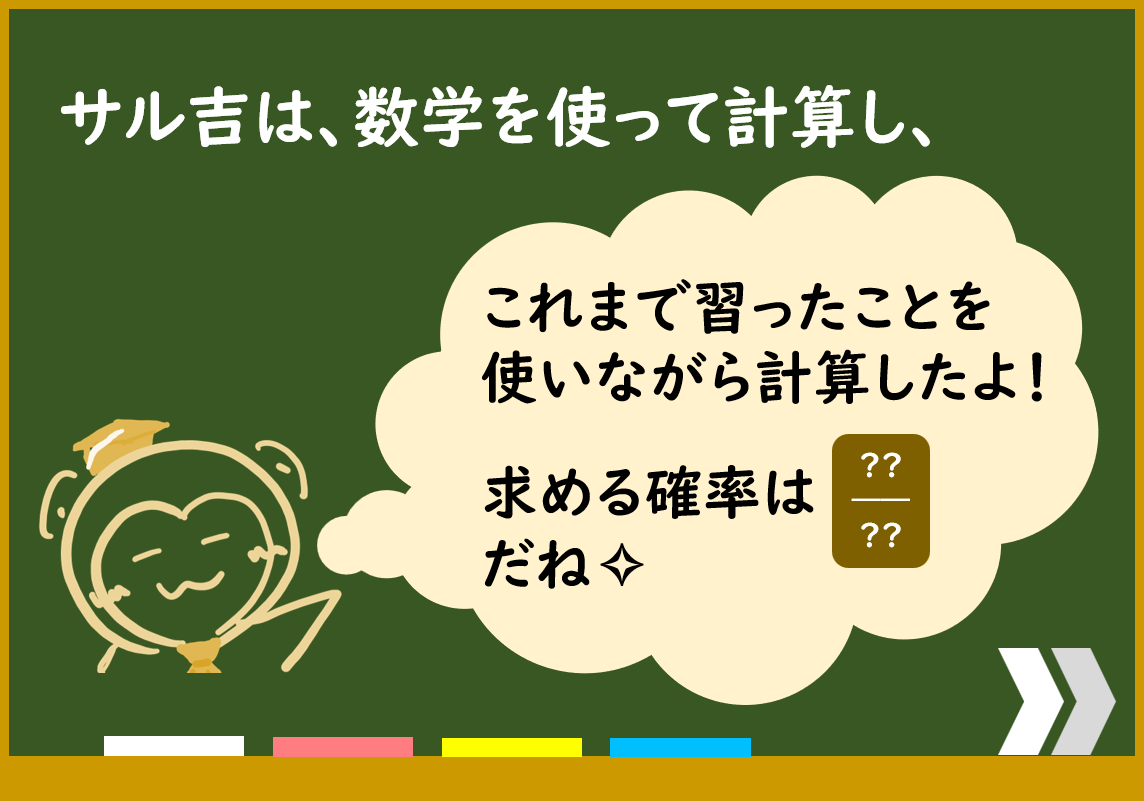 サル吉は、数学を使って計算し、
これまで習ったことを
使いながら計算したよ!
求める確率は
??
??
だね✧